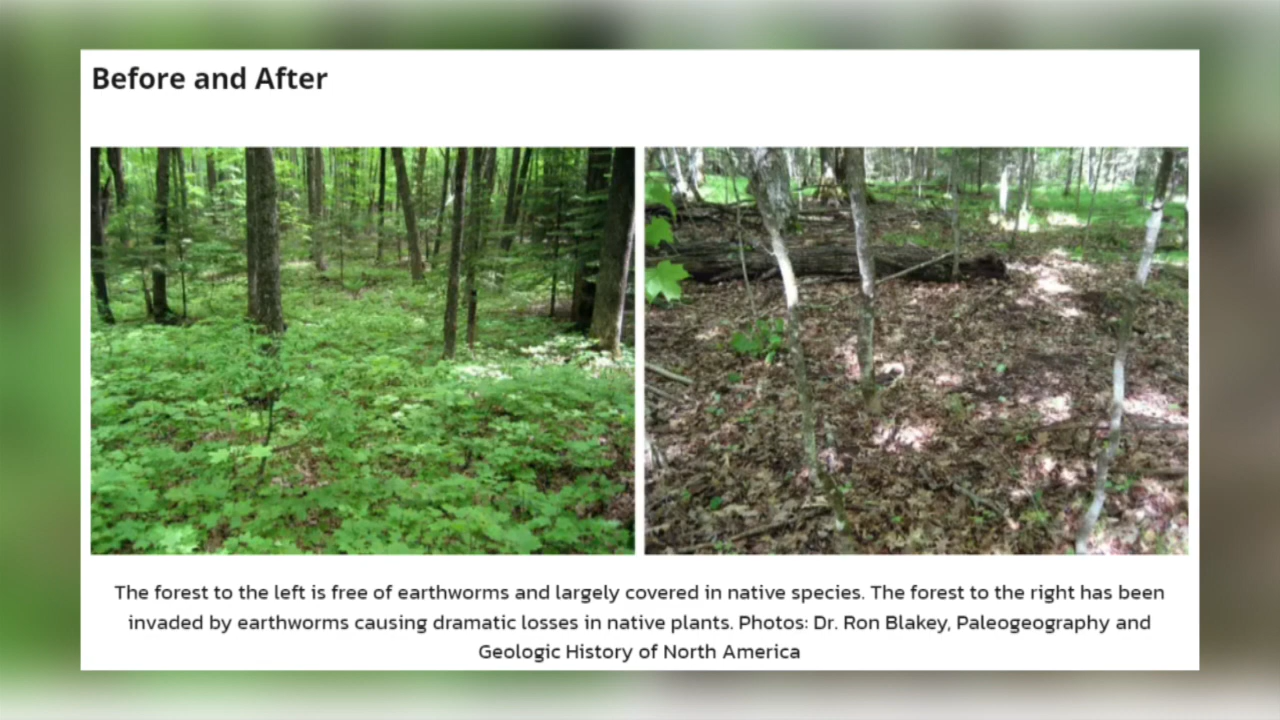 Before and After
The forest to the left is free of earthworms and largely covered in native species. The forest to the right has been
invaded by earthworms causing dramatic losses in native plants. Photos: Dr. Ron Blakey, Paleogeography and
Geologic History of North America